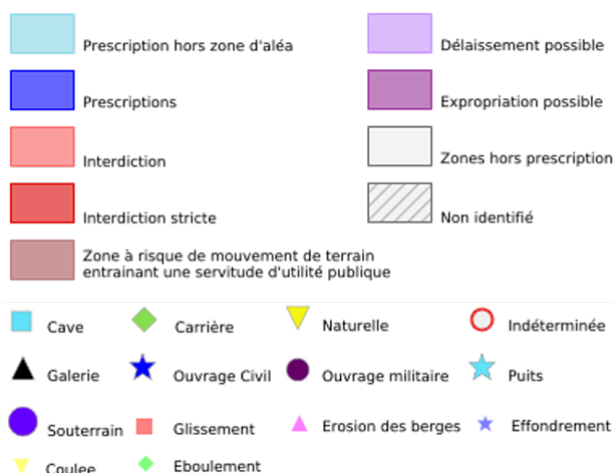 Prescription hors zone d'aléa
Délaissement possible
Prescriptions
Expropriation possible
Interdiction
Zones hors prescription
Interdiction stricte
Non identifié
Zone à risque de mouvement de terrain
entrainant une servitude d'utilité publique
Cave
Carrière
Naturelle
Indéterminée
Galerie
Ouvrage Civil
Ouvrage militaire
Puits
Souterrain
Glissement
Erosion des berges
Effondrement
Coulee
Eboulement